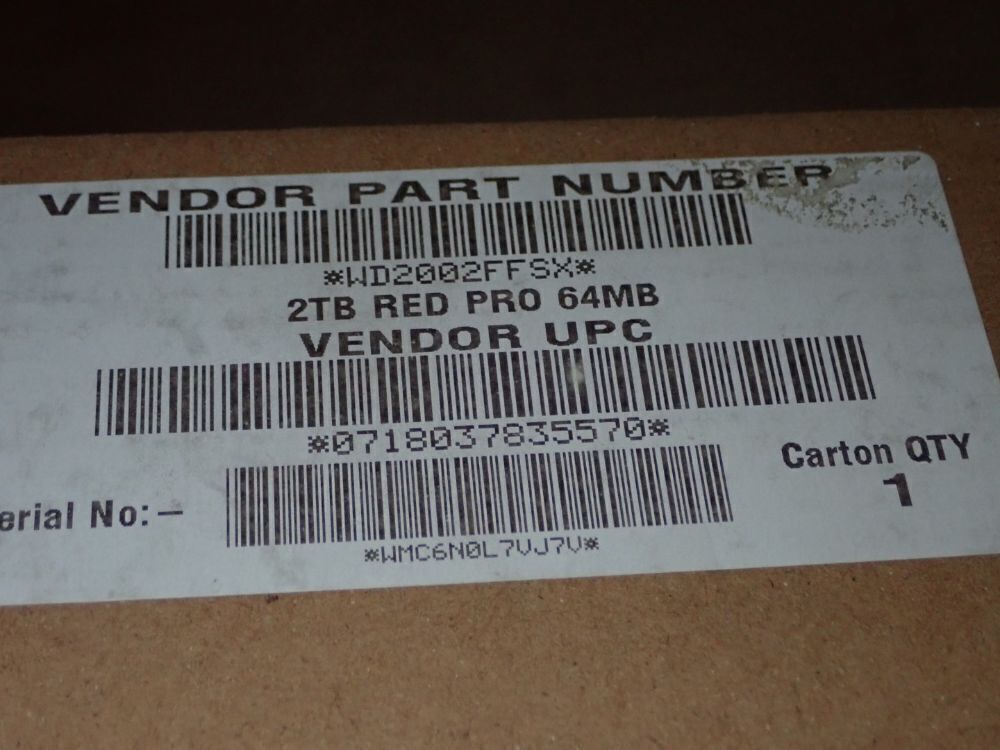 VENDOR PART NUMBER
*WD2002FFSX*
2TB RED PRO 64MB
VENDOR UPC
*0718037835570*
Carton QTY
1
erial No:-
*WMC6N0L7VJ7V*